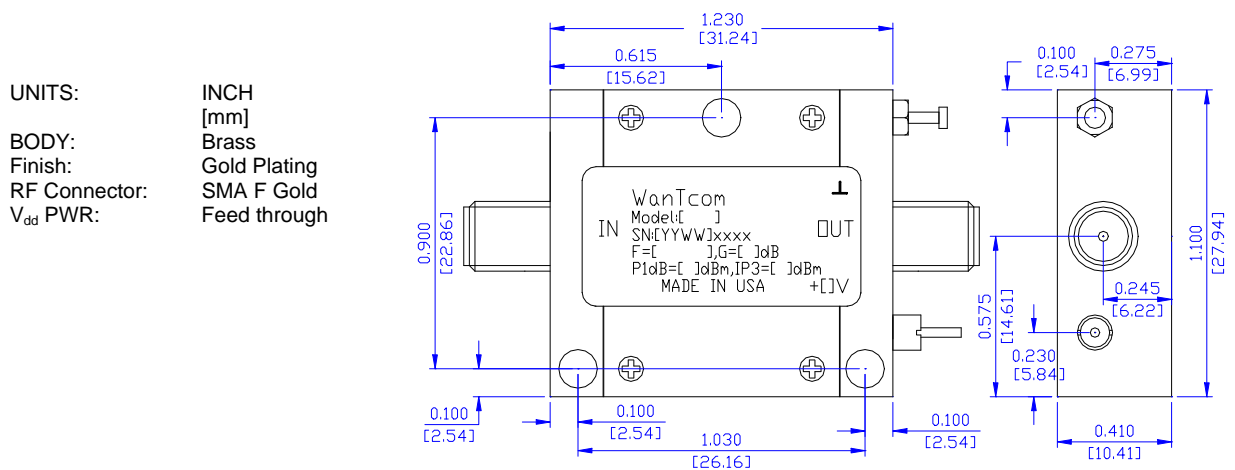 UNITS: INCH
[mm]
BODY: Brass
Finish: Gold Plating
RF Connector: SMA F Gold
Vdd PWR: Feed through
1.230
[31.24]
0.615
[15.62]
0.900
[22.86]
WanTcom
Model:[ ]
SN:[YYWW]xxxx
F=[ ],G=[ ]dB
P1dB=[ ]dBm,IP3=[ ]dBm
MADE IN USA
IN
OUT
+[]V
0.100
[2.54]
0.100
[2.54]
1.030
[26.16]
0.100
[2.54]
0.100
[2.54]
0.275
[6.99]
1.100
[27.94]
0.245
[6.22]
0.575
[14.61]
0.230
[5.84]
0.410
[10.41]